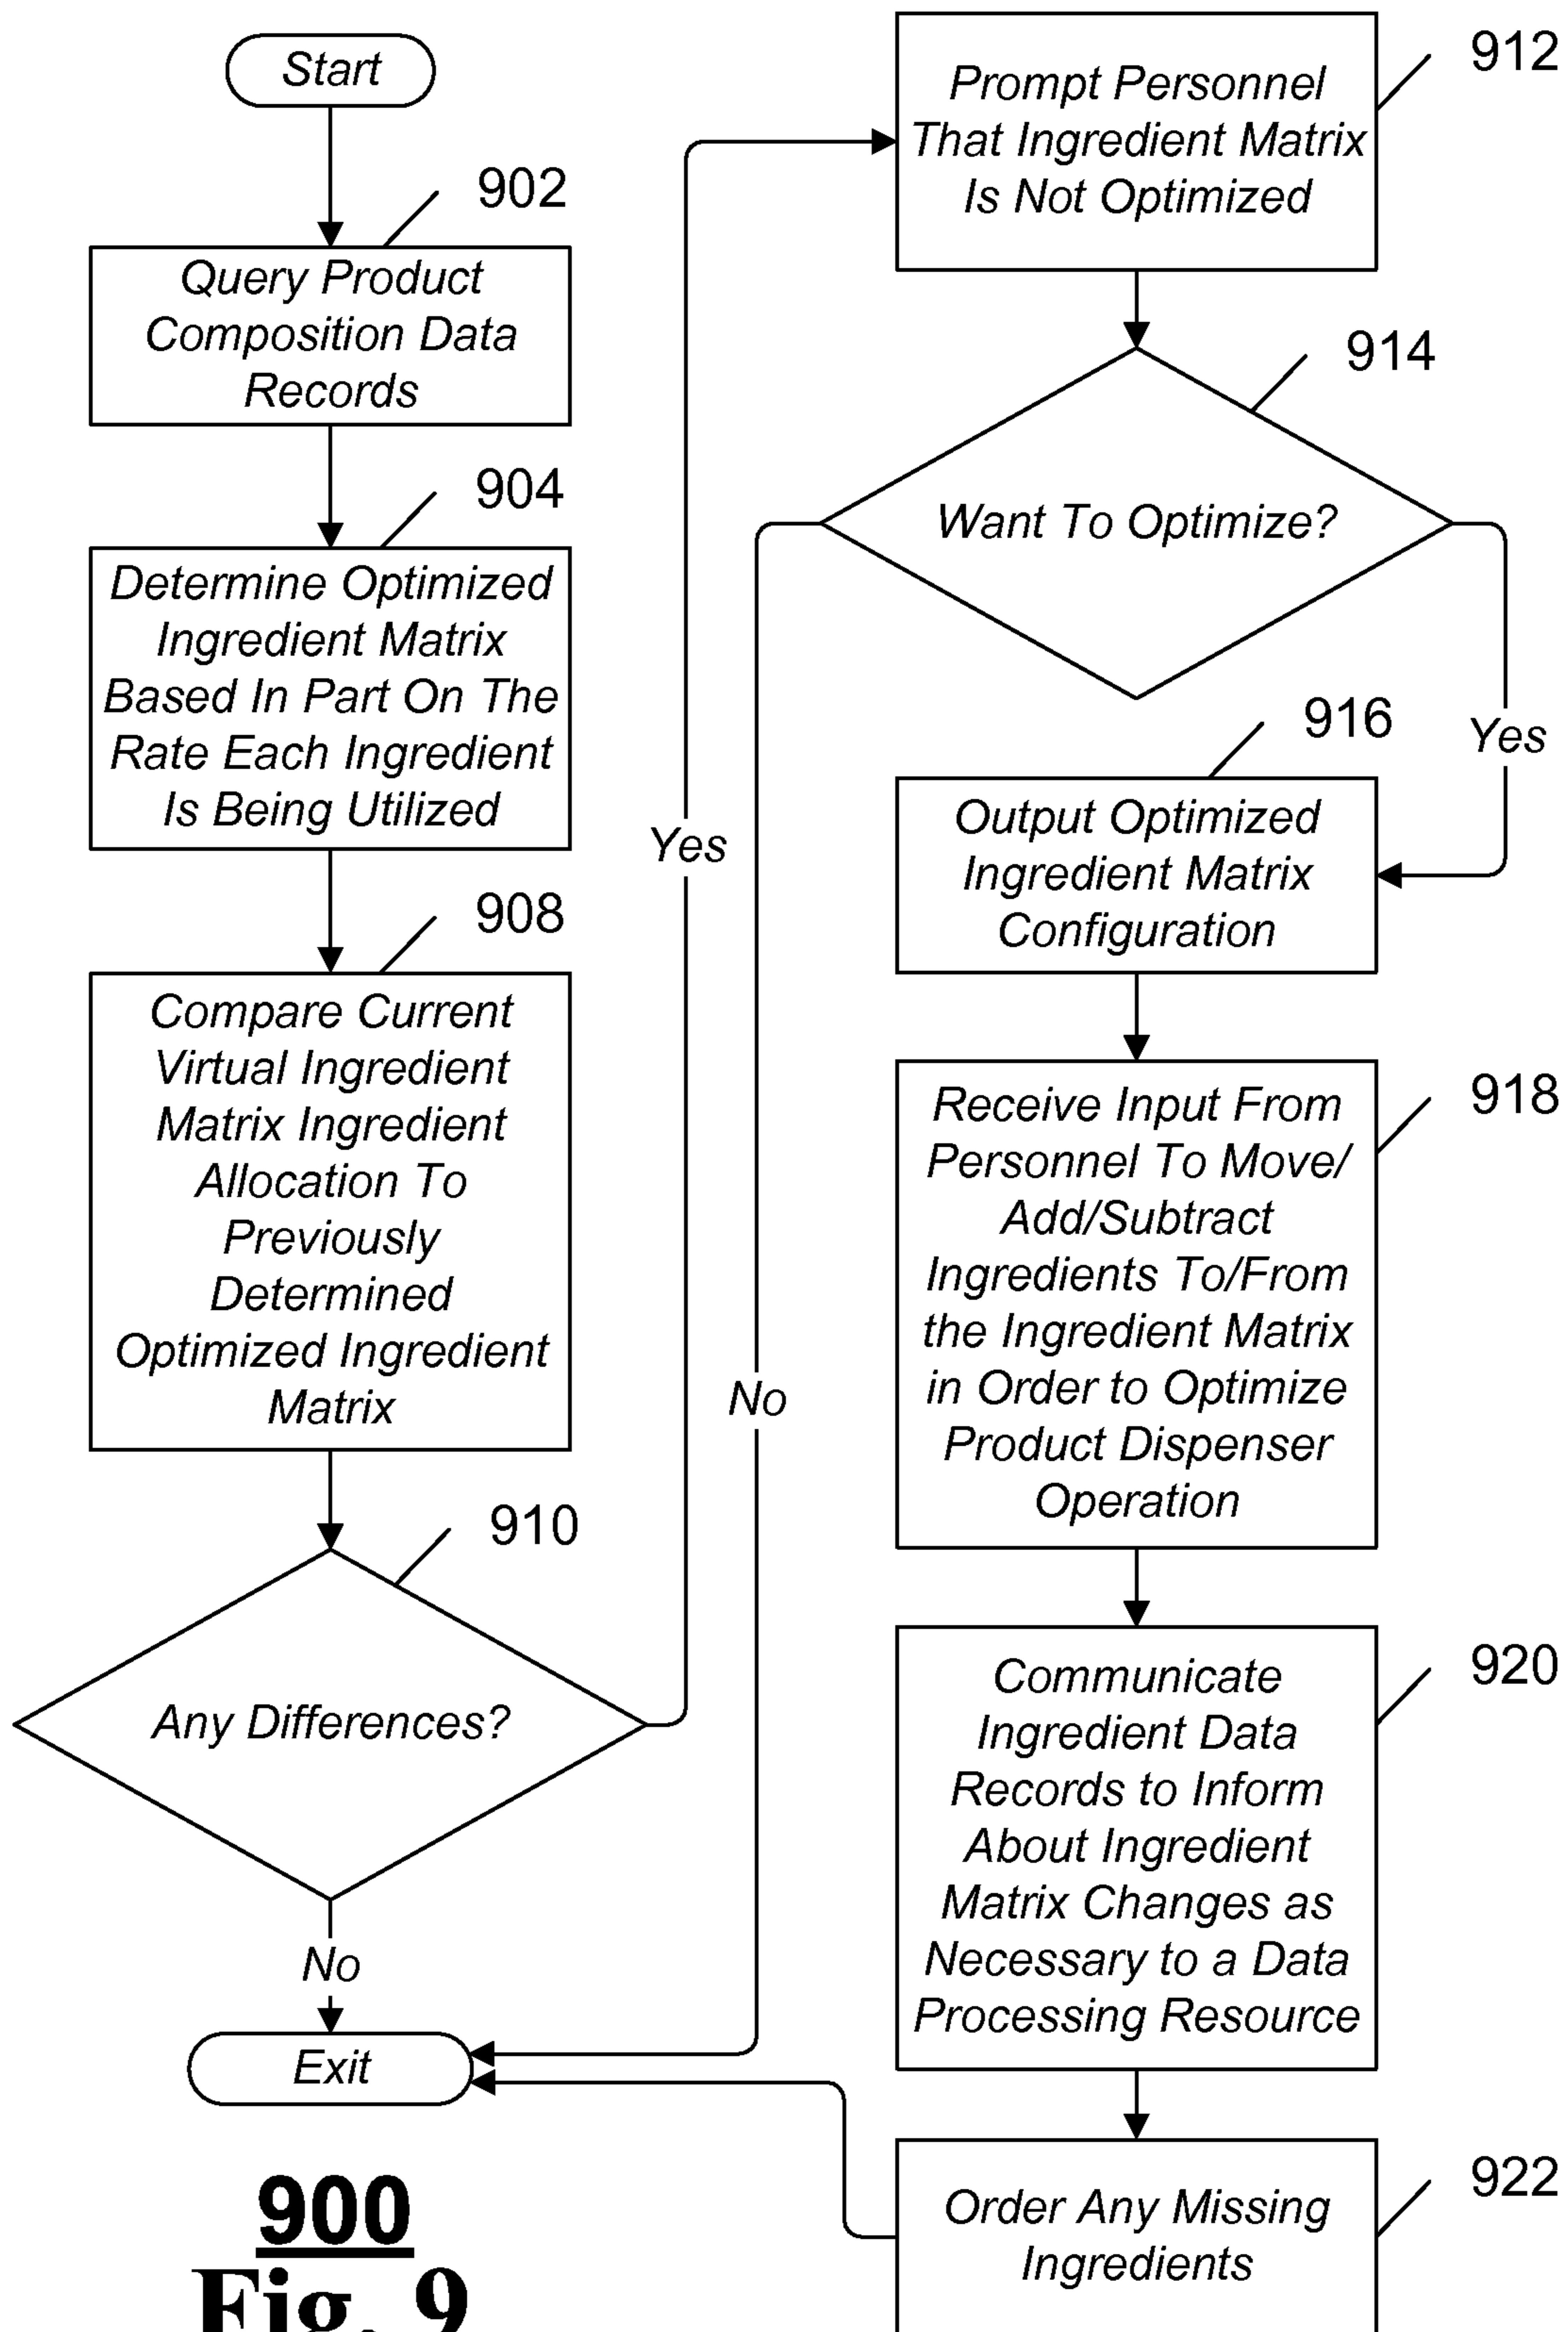 Start
902
Query Product
Composition Data
Records
904
Determine Optimized
Ingredient Matrix
Based In Part On The
Rate Each Ingredient
Is Being Utilized
908
Compare Current
Virtual Ingredient
Matrix Ingredient
Allocation To
Previously
Determined
Optimized Ingredient
Matrix
910
Any Differences?
Yes
No
Exit
912
Prompt Personnel
That Ingredient Matrix
Is Not Optimized
914
Want To Optimize?
No
Yes
916
Output Optimized
Ingredient Matrix
Configuration
918
Receive Input From
Personnel To Move/
Add/Subtract
Ingredients To/From
the Ingredient Matrix
in Order to Optimize
Product Dispenser
Operation
920
Communicate
Ingredient Data
Records to Inform
About Ingredient
Matrix Changes as
Necessary to a Data
Processing Resource
922
Order Any Missing
Ingredients
900
Fig. 9